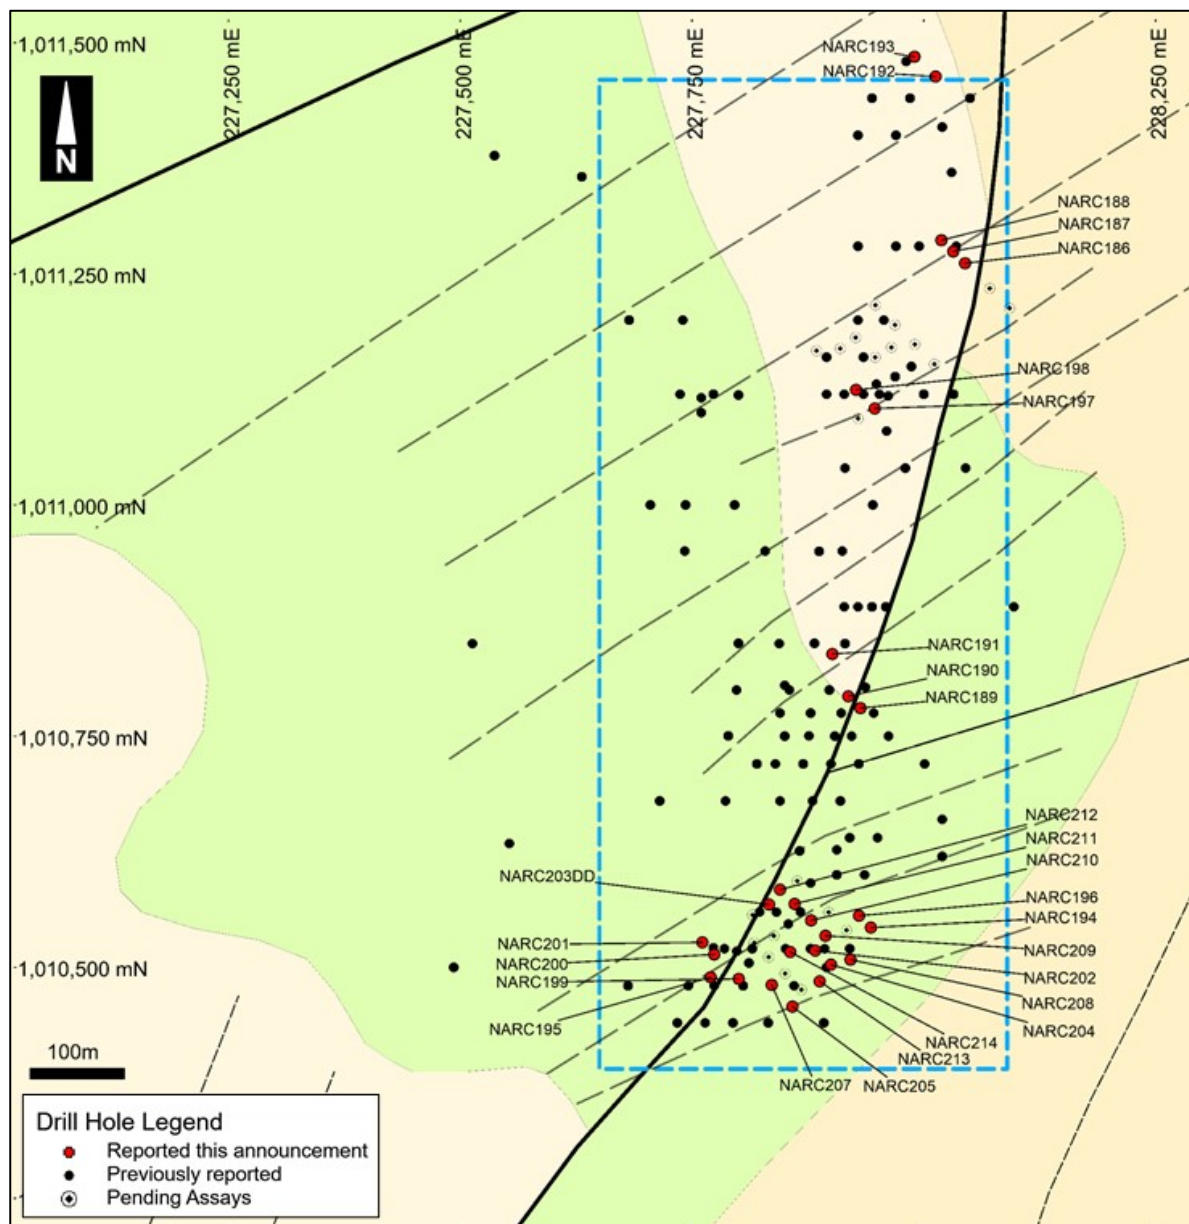 1,011,500 mN
227,250 mE
227,500 mE
227,750 mE
228,250 mE
NARC193
NARC192
N
NARC188
NARC187
NARC186
1,011,250 mN
NARC198
NARC197
1,011,000 mN
NARC191
NARC190
NARC189
1,010,750 mN
NARC212
NARC211
NARC210
NARC203DD
NARC196
NARC194
NARC201
NARC209
NARC200
1,010,500 mN
NARC202
NARC199
NARC208
NARC195
NARC204
NARC214
NARC213
NARC207
NARC205
100m
Drill Hole Legend
Reported this announcement
Previously reported
Pending Assays